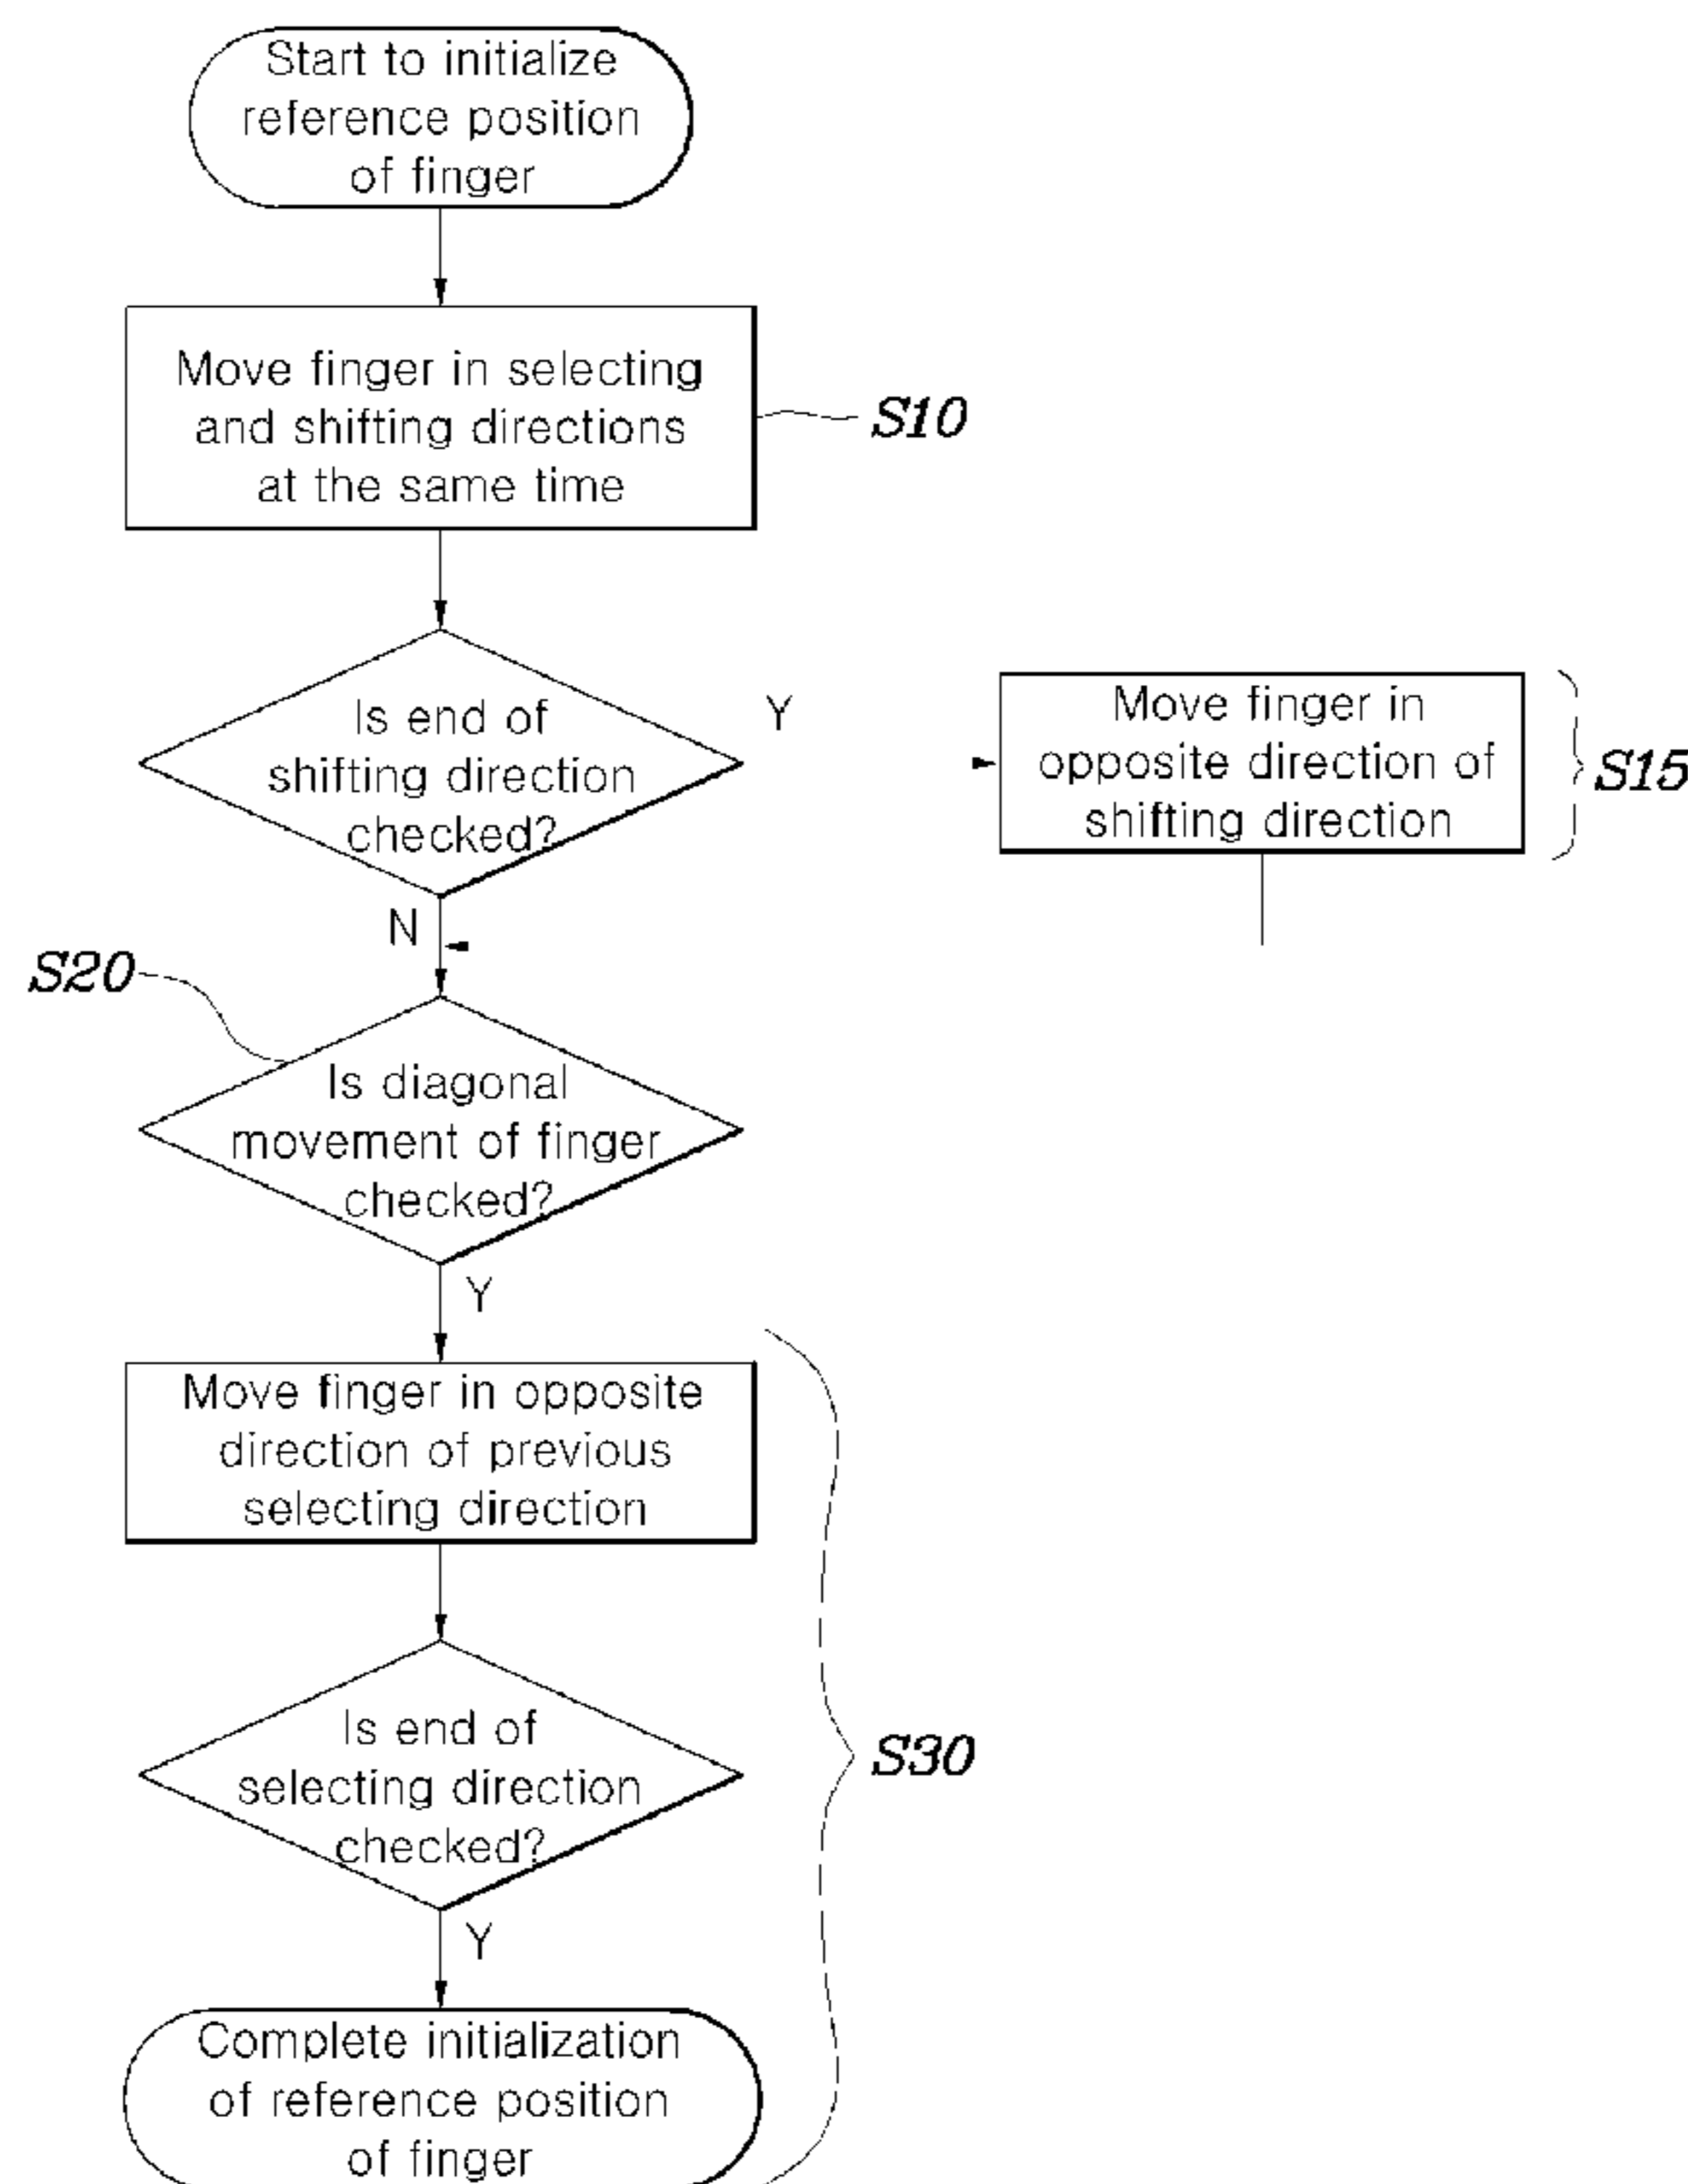 Start to initialize
reference position
of finger
Move finger in selecting
and shifting directions
at the same time
S10
Is end of
shifting direction
checked?
Y
Move finger in
opposite direction of
shifting direction
S15
N
S20
Is diagonal
movement of finger
checked?
Y
Move finger in opposite
direction of previous
selecting direction
Is end of
selecting direction
checked?
S30
Y
Complete initialization
of reference position
of finger